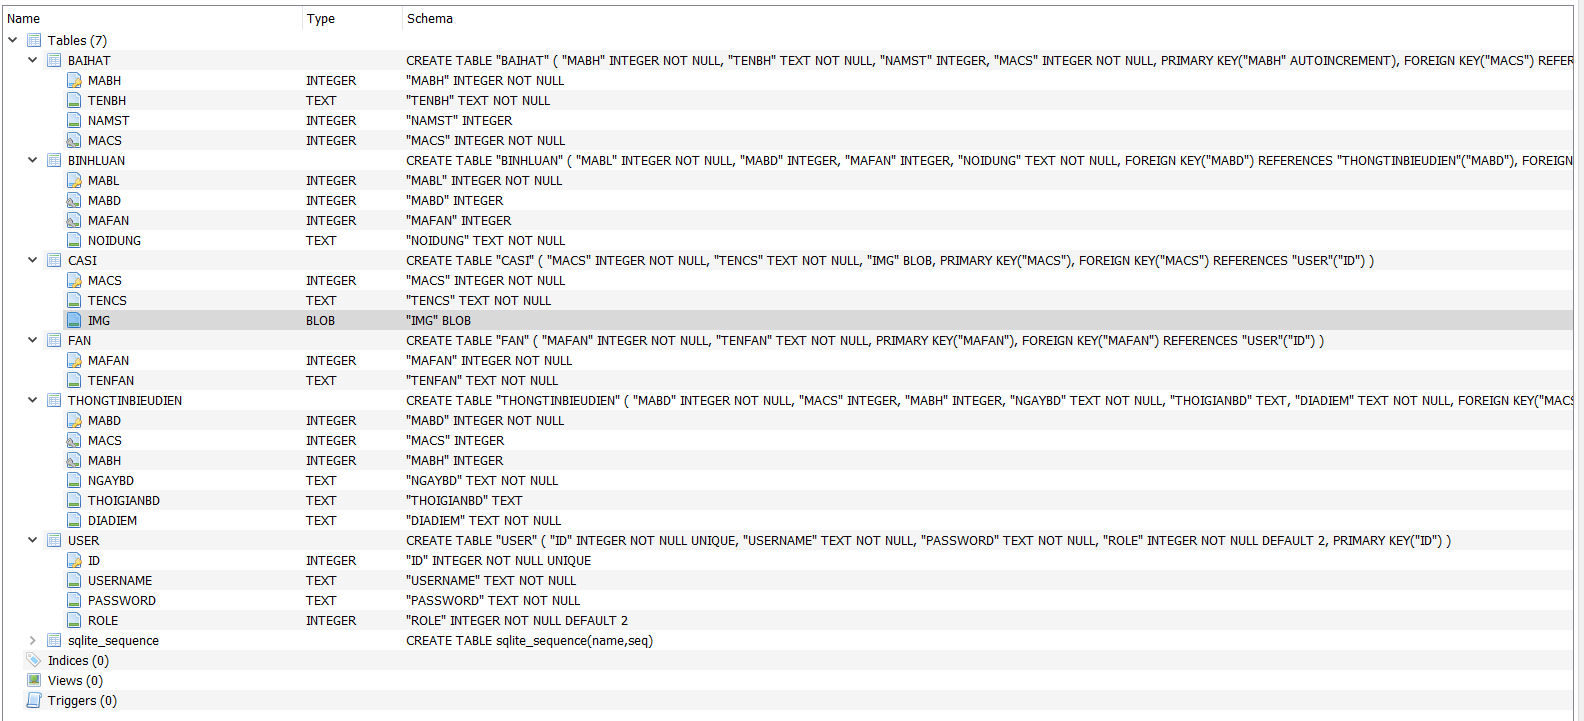 Name Type Schema
Tables (7)
BAIHAT CREATE TABLE "BAIHAT" ( "MABH" INTEGER NOT NULL, "TENBH" TEXT NOT NULL, "NAMST" INTEGER, "MACS" INTEGER NOT NULL, PRIMARY KEY("MABH" AUTOINCREMENT), FOREIGN KEY("MACS") REFER
MABH INTEGER "MABH" INTEGER NOT NULL
TENBH TEXT "TENBH" TEXT NOT NULL
NAMST INTEGER "NAMST" INTEGER
MACS INTEGER "MACS" INTEGER NOT NULL
BINHLUAN CREATE TABLE "BINHLUAN" ( "MABL" INTEGER NOT NULL, "MABD" INTEGER, "MAFAN" INTEGER, "NOIDUNG" TEXT NOT NULL, FOREIGN KEY("MABD") REFERENCES "THONGTINBIEUDIEN"("MABD"), FOREIGN
MABL INTEGER "MABL" INTEGER NOT NULL
MABD INTEGER "MABD" INTEGER
MAFAN INTEGER "MAFAN" INTEGER
NOIDUNG TEXT "NOIDUNG" TEXT NOT NULL
CASI CREATE TABLE "CASI" ( "MACS" INTEGER NOT NULL, "TENCS" TEXT NOT NULL, "IMG" BLOB, PRIMARY KEY("MACS"), FOREIGN KEY("MACS") REFERENCES "USER"("ID") )
MACS INTEGER "MACS" INTEGER NOT NULL
TENCS TEXT "TENCS" TEXT NOT NULL
IMG BLOB "IMG" BLOB
FAN CREATE TABLE "FAN" ( "MAFAN" INTEGER NOT NULL, "TENFAN" TEXT NOT NULL, PRIMARY KEY("MAFAN"), FOREIGN KEY("MAFAN") REFERENCES "USER"("ID") )
MAFAN INTEGER "MAFAN" INTEGER NOT NULL
TENFAN TEXT "TENFAN" TEXT NOT NULL
THONGTINBIEUDIEN CREATE TABLE "THONGTINBIEUDIEN" ( "MABD" INTEGER NOT NULL, "MACS" INTEGER, "MABH" INTEGER, "NGAYBD" TEXT NOT NULL, "THOIGIANBD" TEXT, "DIADIEM" TEXT NOT NULL, FOREIGN KEY("MACS
MABD INTEGER "MABD" INTEGER NOT NULL
MACS INTEGER "MACS" INTEGER
MABH INTEGER "MABH" INTEGER
NGAYBD TEXT "NGAYBD" TEXT NOT NULL
THOIGIANBD TEXT "THOIGIANBD" TEXT
DIADIEM TEXT "DIADIEM" TEXT NOT NULL
USER CREATE TABLE "USER" ( "ID" INTEGER NOT NULL UNIQUE, "USERNAME" TEXT NOT NULL, "PASSWORD" TEXT NOT NULL, "ROLE" INTEGER NOT NULL DEFAULT 2, PRIMARY KEY("ID") )
ID INTEGER "ID" INTEGER NOT NULL UNIQUE
USERNAME TEXT "USERNAME" TEXT NOT NULL
PASSWORD TEXT "PASSWORD" TEXT NOT NULL
ROLE INTEGER "ROLE" INTEGER NOT NULL DEFAULT 2
sqlite_sequence CREATE TABLE sqlite_sequence(name,seq)
Indices (0)
Views (0)
Triggers (0)